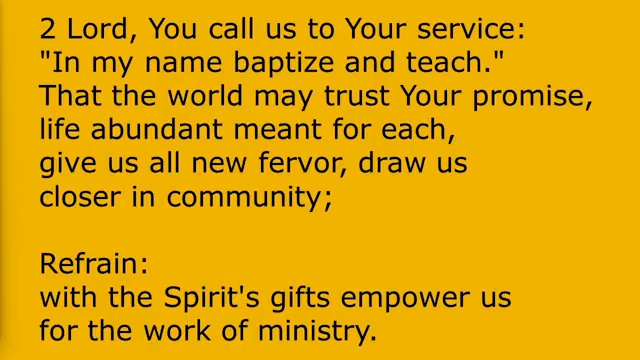 2 Lord, You call us to Your service:
"In my name baptize and teach."
That the world may trust Your promise,
life abundant meant for each,
give us all new fervor, draw us
closer in community;
Refrain:
with the Spirit's gifts empower us
for the work of ministry.